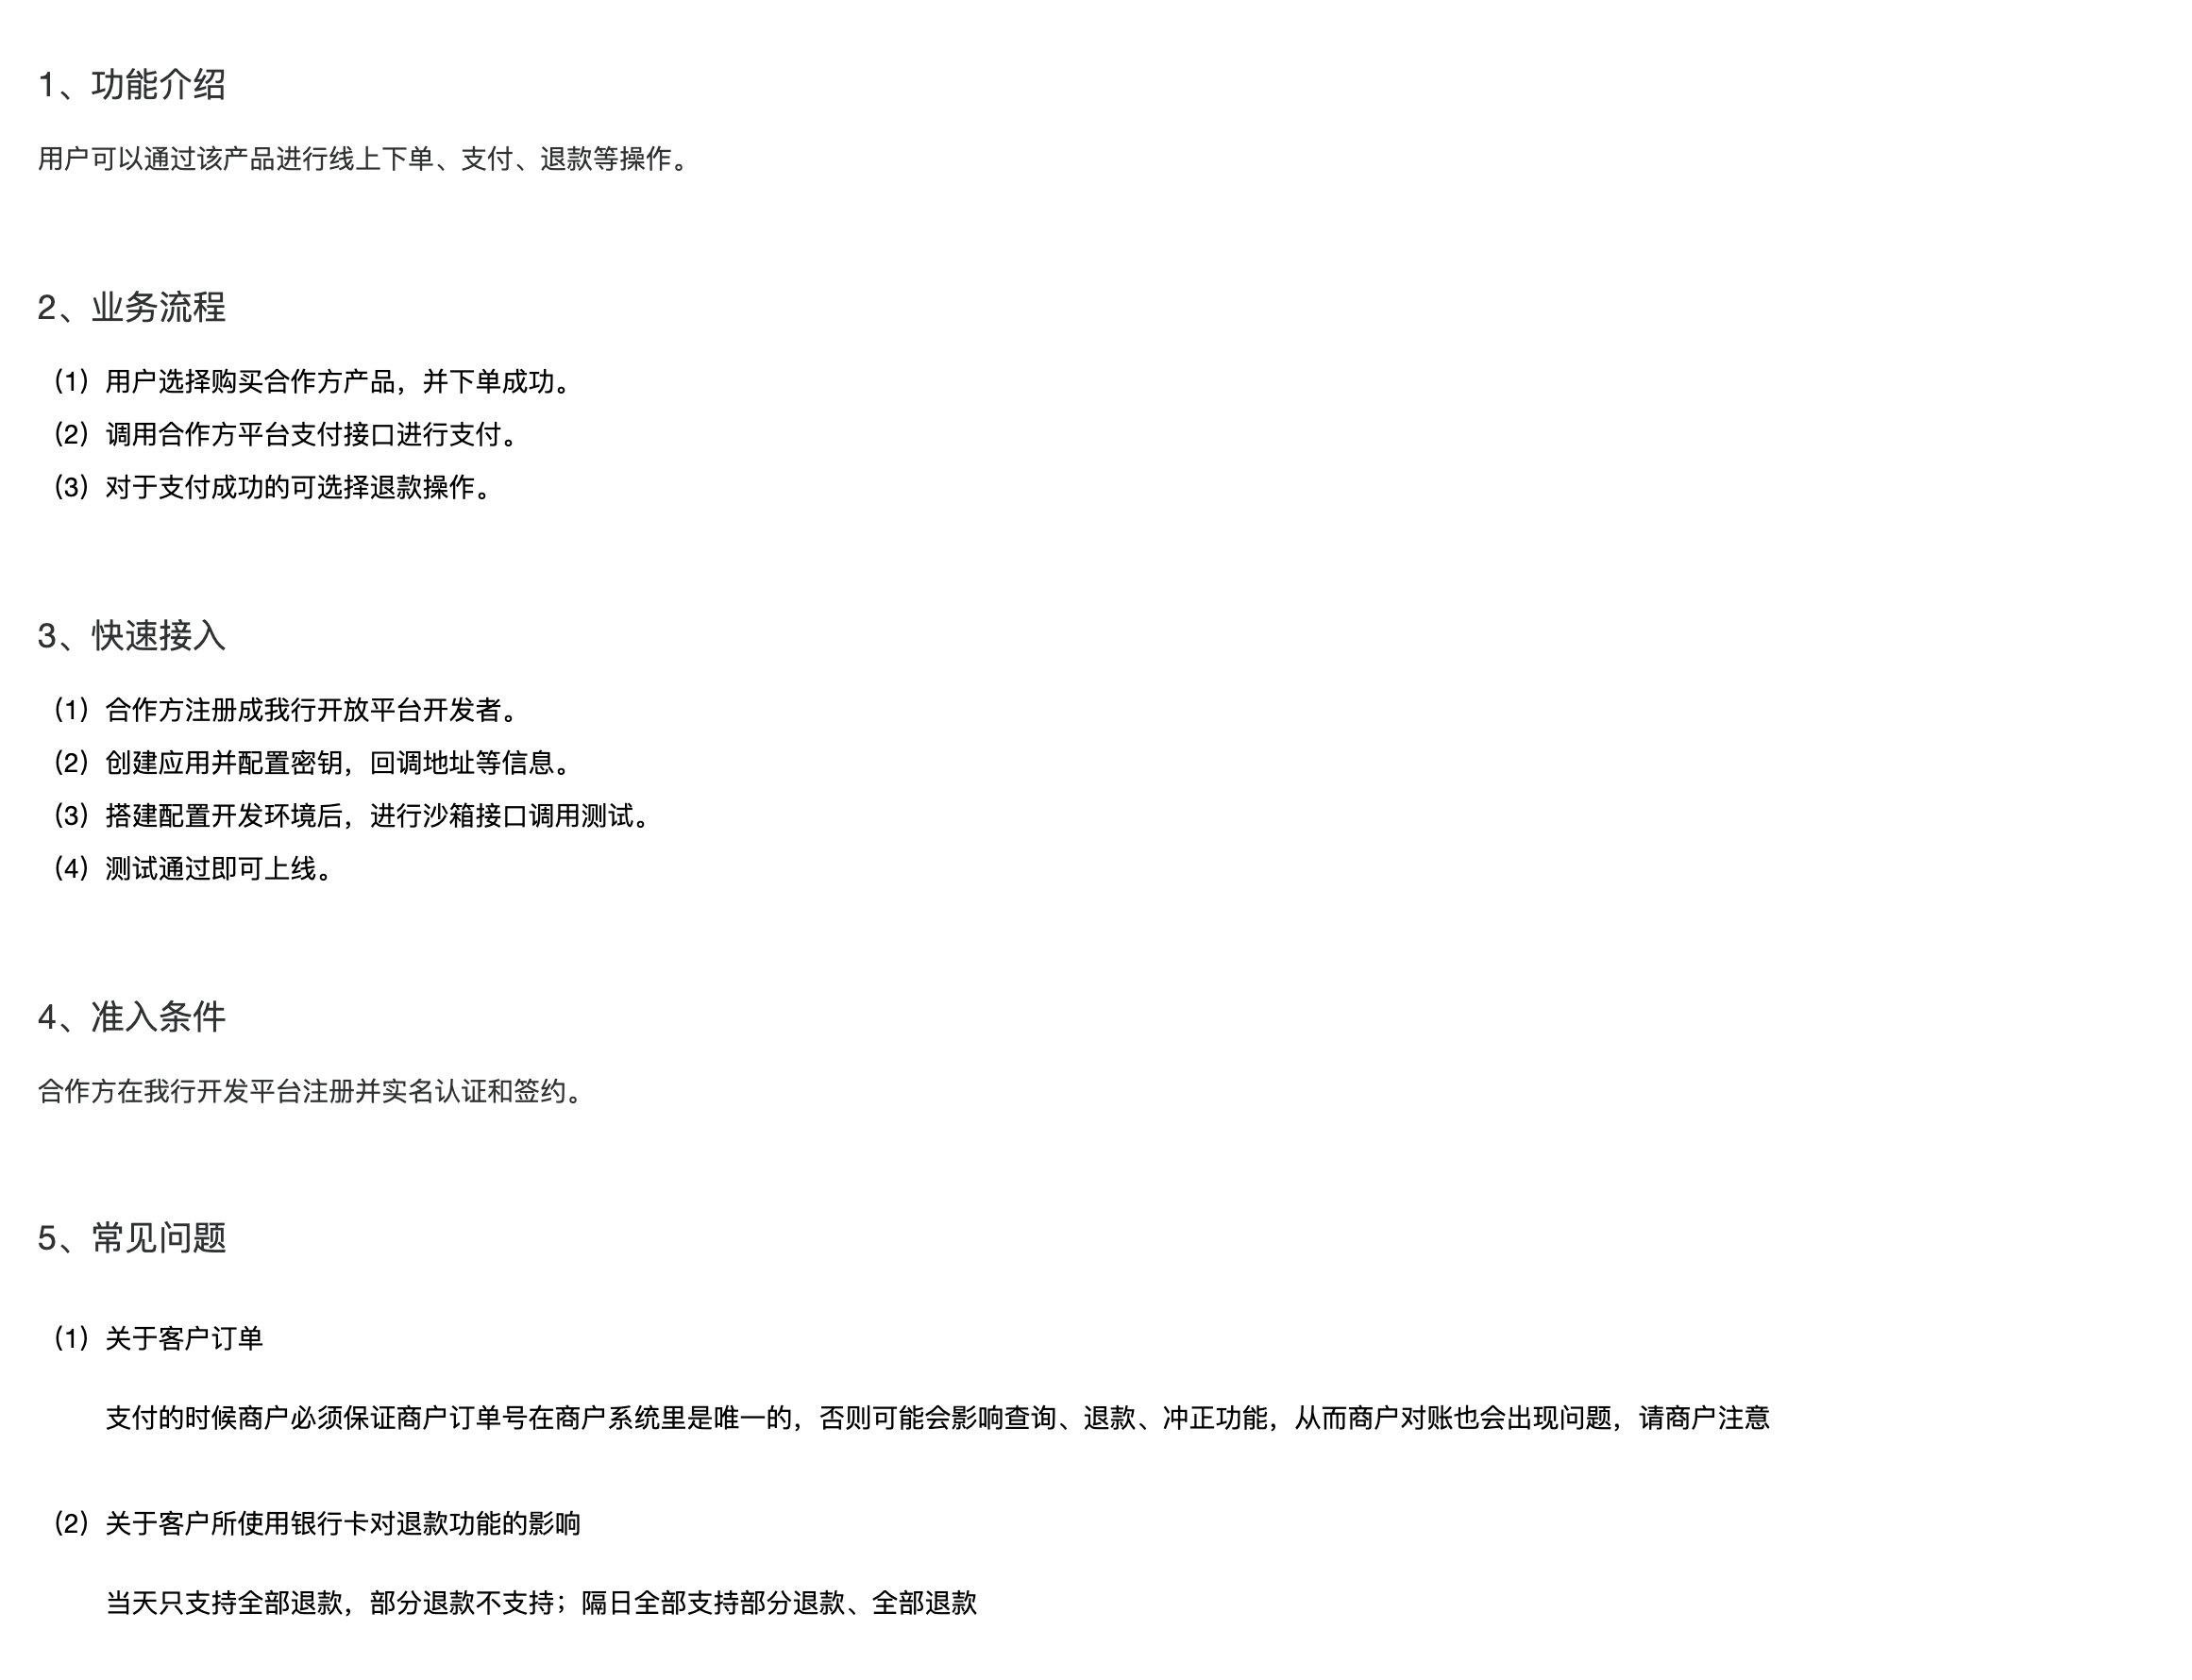 1、功能介绍
用户可以通过该产品进行线上下单、支付、退款等操作。
2、业务流程
（1）用户选择购买合作方产品，并下单成功。
（2）调用合作方平台支付接口进行支付。
（3）对于支付成功的可选择退款操作。
3、快速接入
（1）合作方注册成我行开放平台开发者。
（2）创建应用并配置密钥，回调地址等信息。
（3）搭建配置开发环境后，进行沙箱接口调用测试。
（4）测试通过即可上线。
4、准入条件
合作方在我行开发平台注册并实名认证和签约。
5、常见问题
（1）关于客户订单
支付的时候商户必须保证商户订单号在商户系统里是唯一的，否则可能会影响查询、退款、冲正功能，从而商户对账也会出现问题，请商户注意
（2）关于客户所使用银行卡对退款功能的影响
当天只支持全部退款，部分退款不支持；隔日全部支持部分退款、全部退款